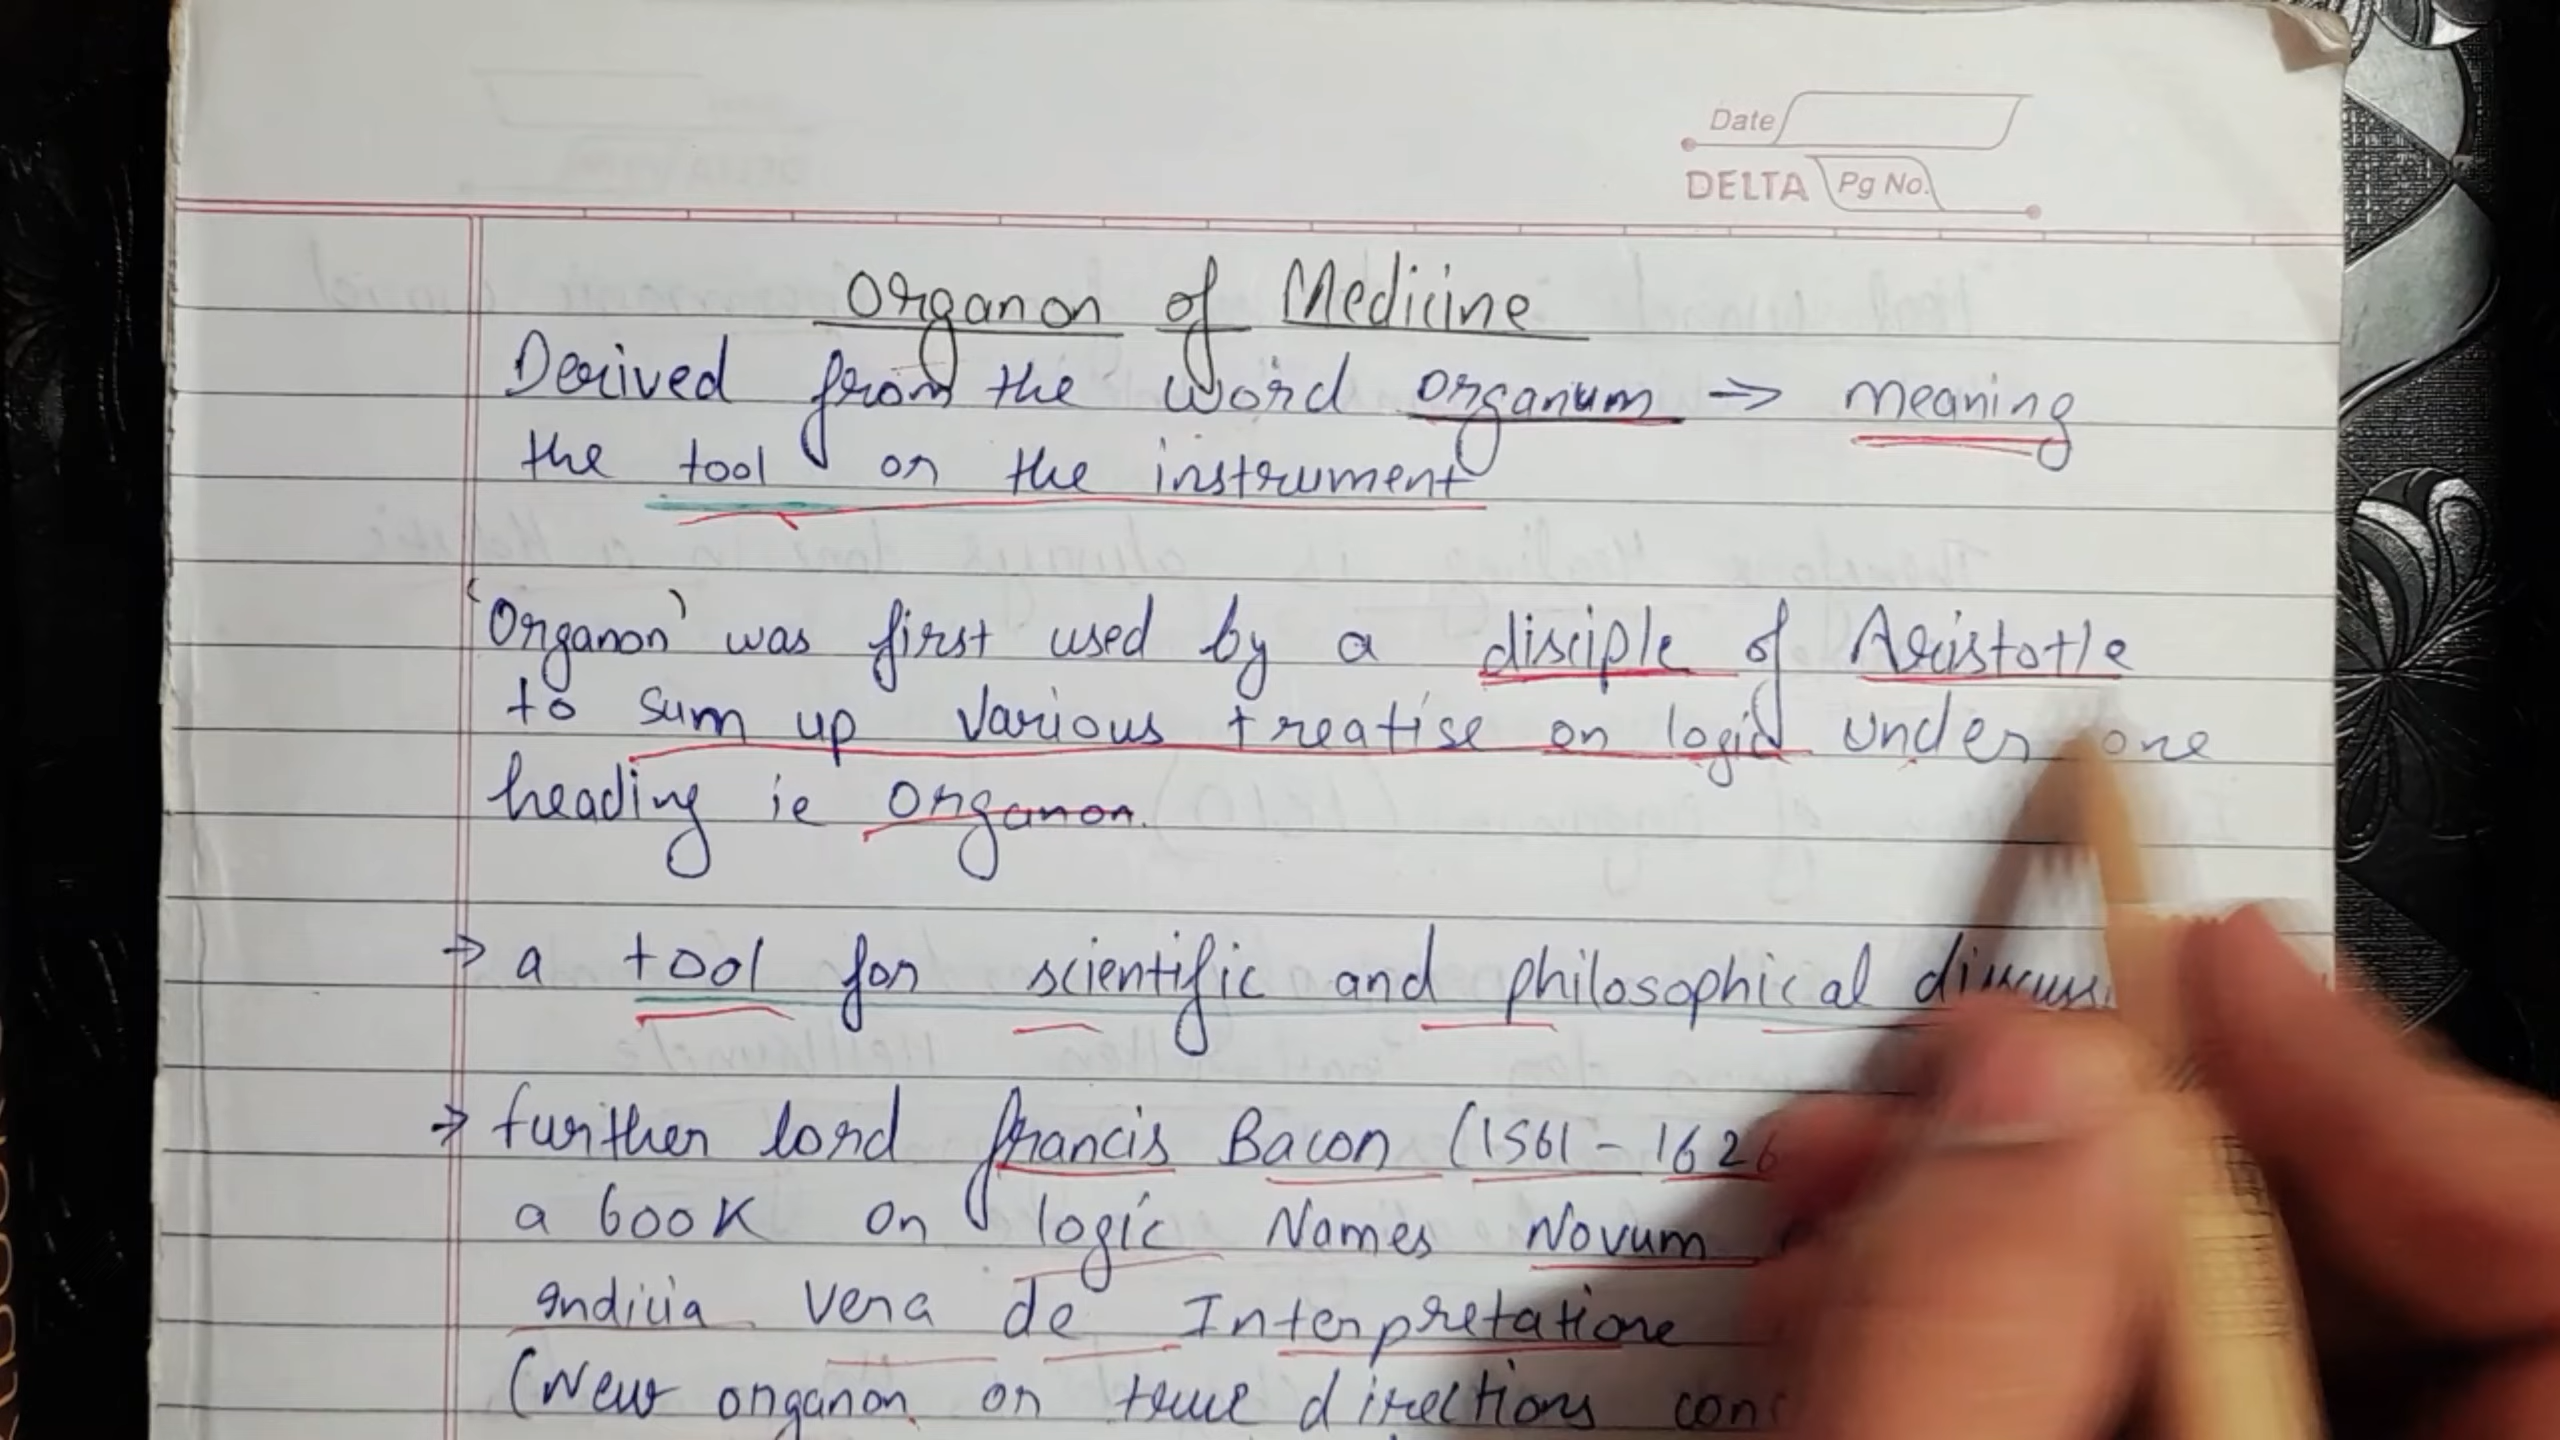 Date
DELTA Pg No.
Organon of Medicine
Derived from the word organum → meaning
the tool or the instrument
'Organon' was first used by a disciple of Aristotle
to sum up various treatise on logic under one
heading ie Organon.
→ a tool for scientific and philosophical
→ further lord francis Bacon (1561-1626
a book on logic Names Novum
Indicia Vera de Interpretatione
(New organon or true directions